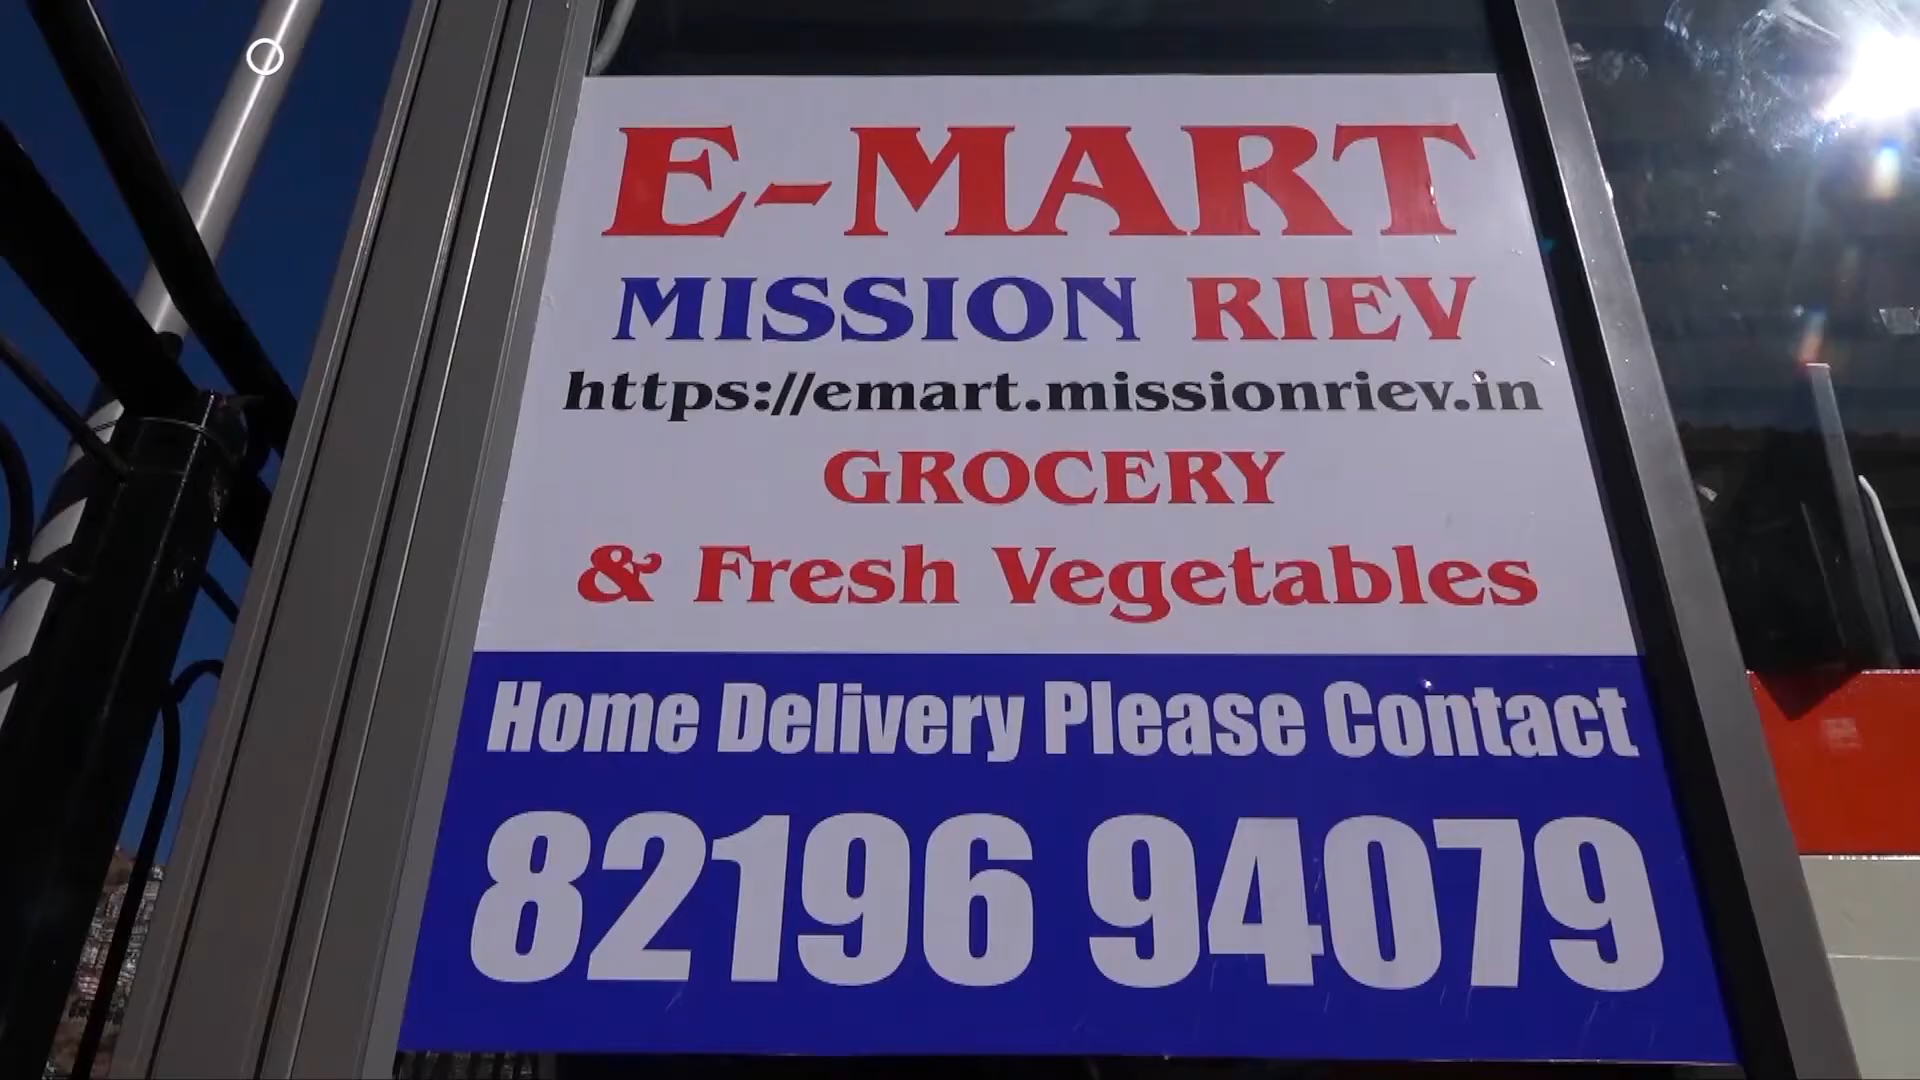 E-MART
MISSION RIEV
https://emart.missionriev.in
GROCERY
& Fresh Vegetables
Home Delivery Please Contact
82196 94079